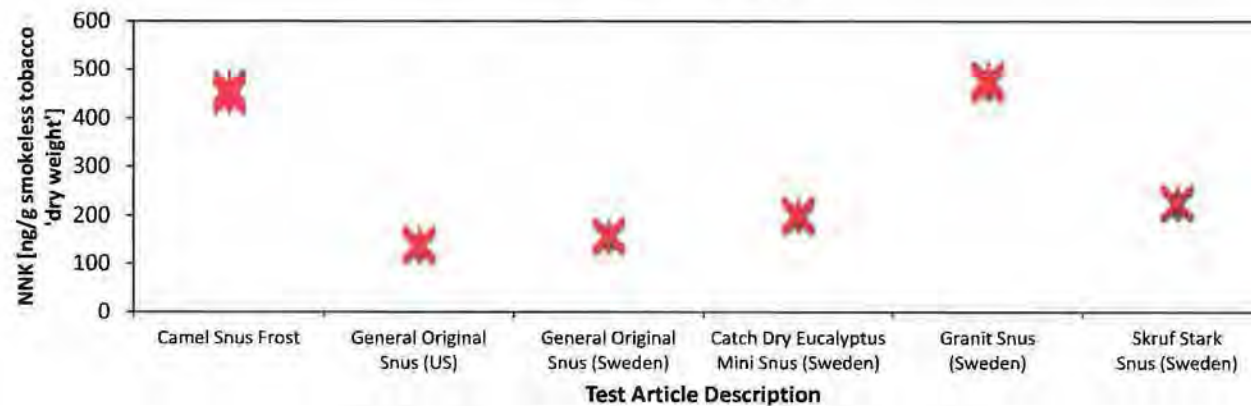 NNK [ng/g smokeless tobacco
'dry weight']
600
500
400
300
200
100
0
Camel Snus Frost
General Original
Snus (US)
General Original
Snus (Sweden)
Catch Dry Eucalyptus
Mini Snus (Sweden)
Granit Snus
(Sweden)
Skruf Stark
Snus (Sweden)
Test Article Description